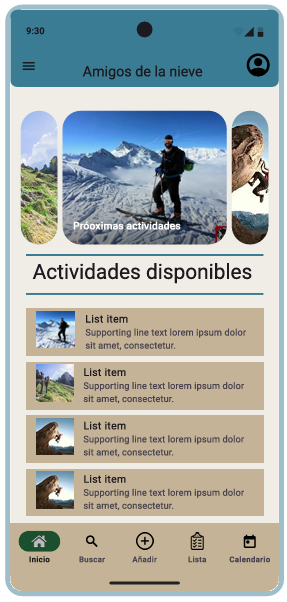 9:30
Amigos de la nieve
Próoximas actividades
Actividades disponibles
List item
Supporting line text lorem ipsum dolor
sit amet, consectetur.
List item
Supporting line text lorem ipsum dolor
sit amet, consectetur.
List item
Supporting line text lorem ipsum dolor
sit amet, consectetur.
List item
Supporting line text lorem ipsum dolor
sit amet, consectetur.
Inicio Buscar Añadir Lista Calendario